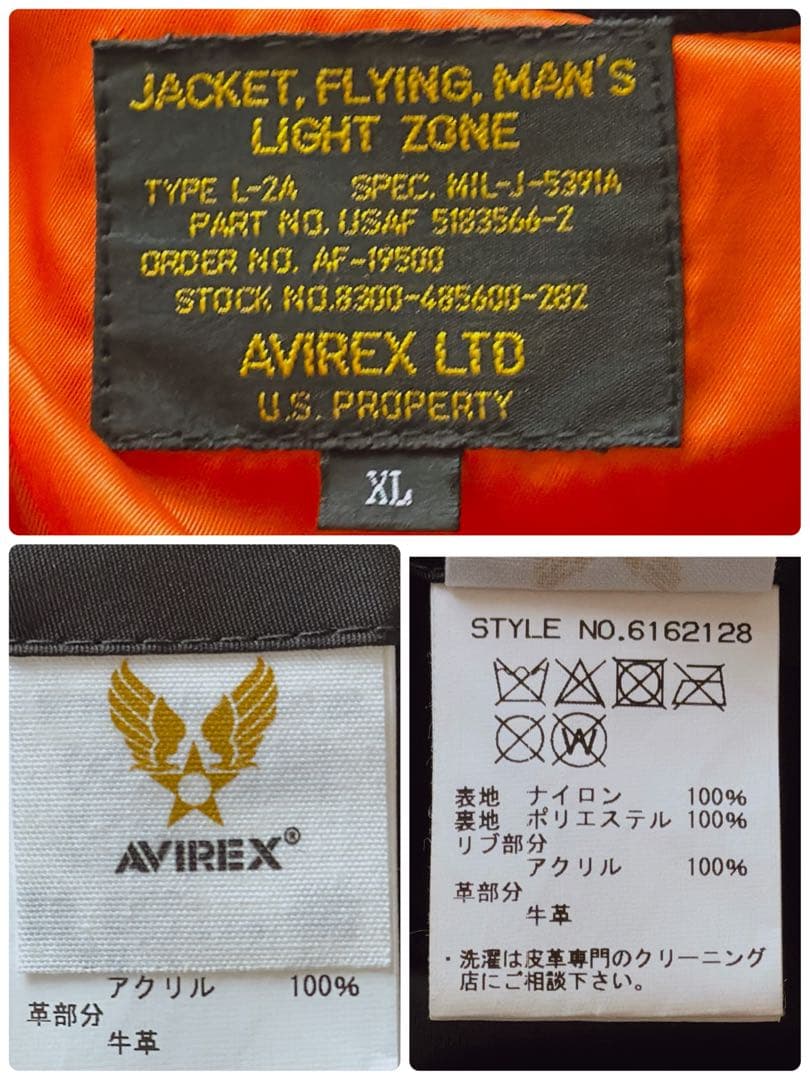 JACKET, FLYING, MAN'S
LIGHT ZONE
TYPE L-2A SPEC. MIL-J-5391A
PART NO. USAF 5183566-2
ORDER NO. AF-19500
STOCK NO.8300-485600-282
AVIREX LTD
U.S. PROPERTY
XL
AVIREX®
アクリル 100%
革部分
牛革
STYLE NO.6162128
W
表地 ナイロン 100%
裏地 ポリエステル 100%
リブ部分
アクリル 100%
革部分
牛革
・洗濯は皮革専門のクリーニング
店にご相談下さい。